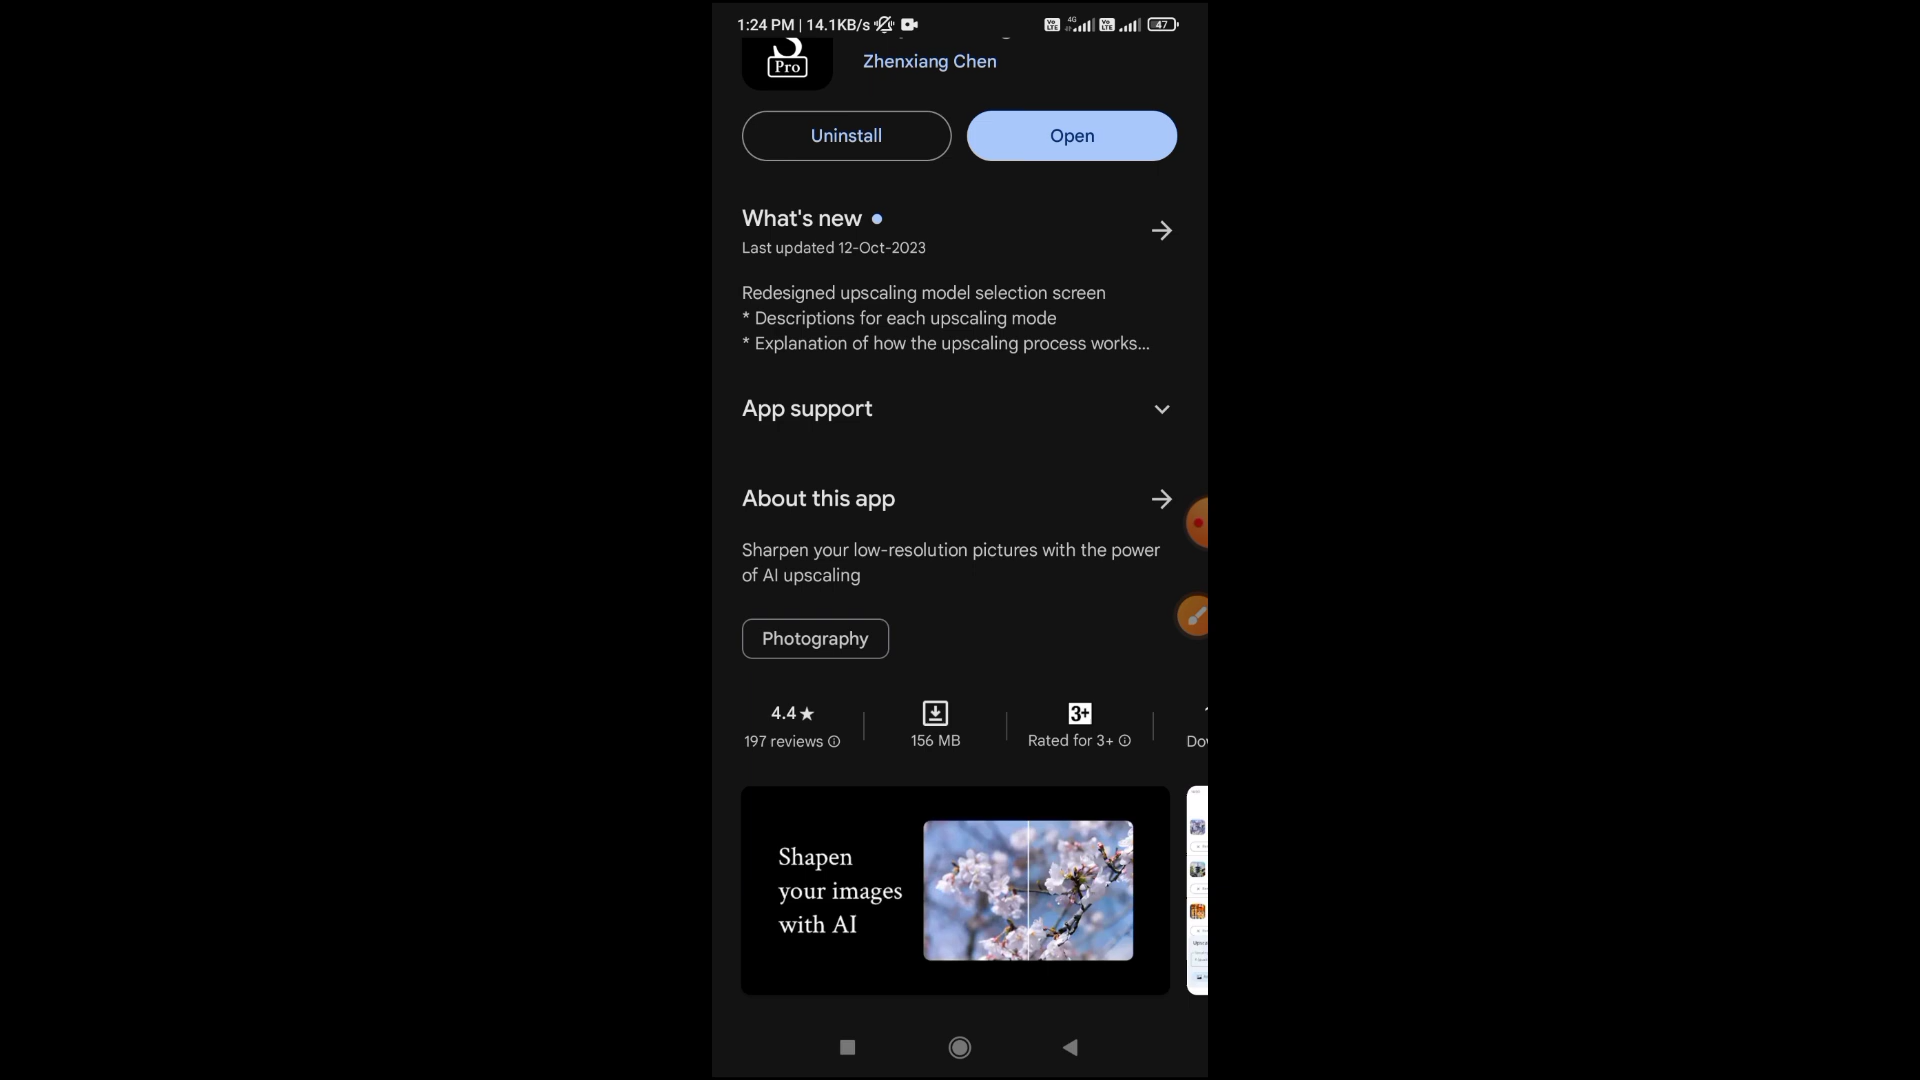 1:24 PM | 14.1KB/s
4G
47
Pro
Zhenxiang Chen
Uninstall
Open
What's new
Last updated 12-Oct-2023
Redesigned upscaling model selection screen
* Descriptions for each upscaling mode
* Explanation of how the upscaling process works...
App support
About this app
Sharpen your low-resolution pictures with the power
of AI upscaling
Photography
4.4★
3+
197 reviews
156 MB
Rated for 3+
Shapen
your images
with AI